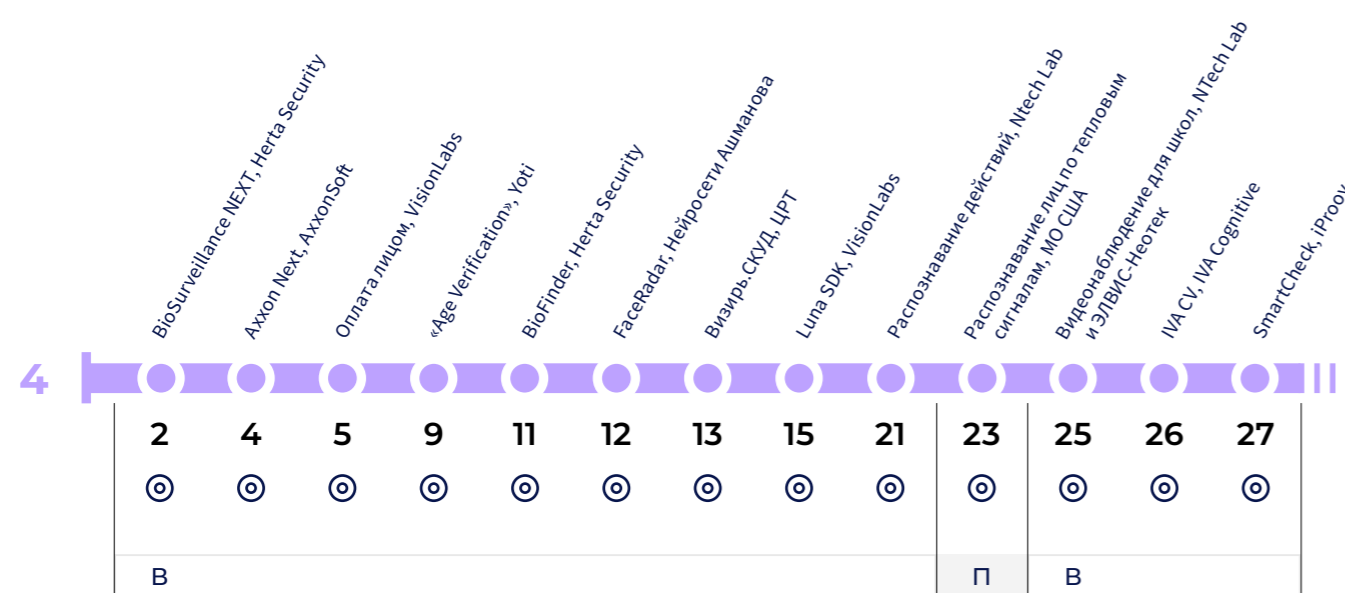 BioSurveillance NEXT, Herta Security
Axxon Next, AxxonSoft
Оплата лицом, VisionLabs
«Age Verification», Yoti
BioFinder, Herta Security
FaceRadar, Нейросети Ашманова
Визирь.СКУД, ЦРТ
Luna SDK, VisionLabs
Распознавание действий, Ntech Lab
Распознавание лиц по тепловым
сигналам, МО США
Видеонаблюдение для школ, NTech Lab
и ЭЛВИС-Неотек
IVA CV, IVA Cognitive
SmartCheck, iProov
4
2 4 5 9 11 12 13 15 21 23 25 26 27
В П В